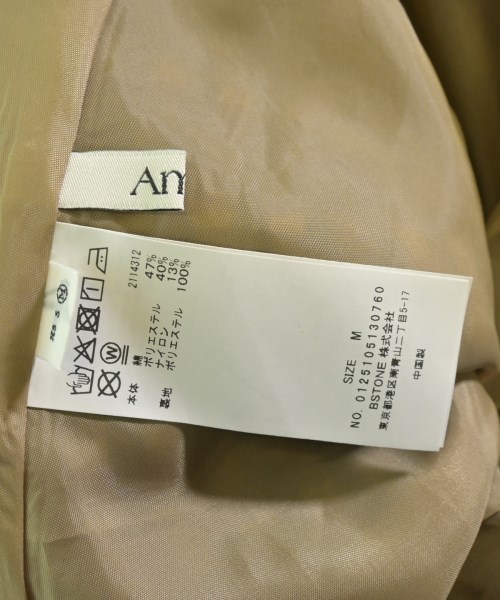 Am
2114312
本体 ポリエステル 47%
綿 40%
ナイロン 13%
裏地 ポリエステル 100%
W
SIZE M
NO. 0125105130760
BSTONE 株式会社
東京都港区東青山二丁目5-17
中国製